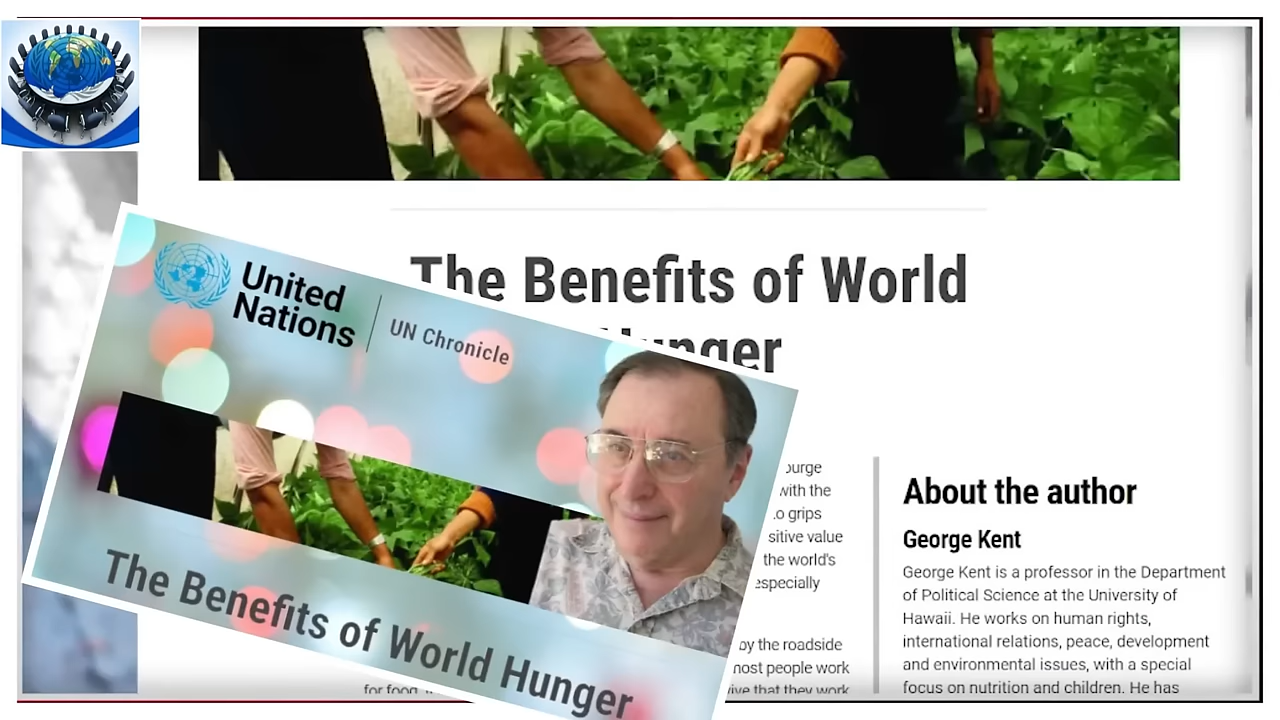 The Benefits of World
Hunger
United
Nations
UN Chronicle
The Benefits of World Hunger
with the
grips
sitive value
the world's
especially
by the roadside
most people work
that they work
for food
About the author
George Kent
George Kent is a professor in the Department
of Political Science at the University of
Hawaii. He works on human rights,
international relations, peace, development
and environmental issues, with a special
focus on nutrition and children. He has